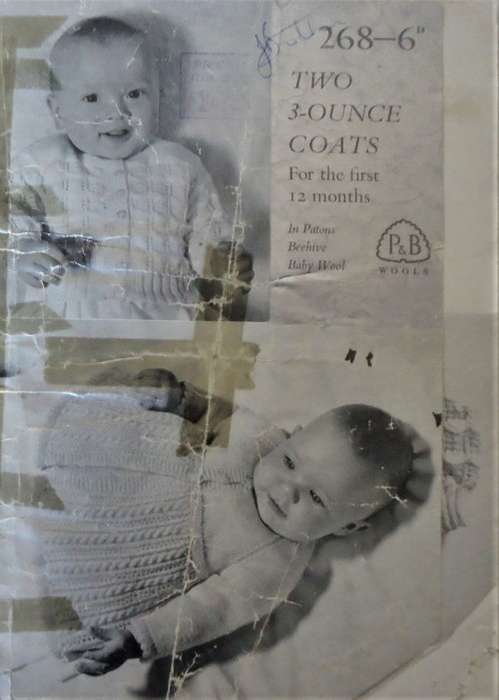 268—6ᴰ
TWO
3-OUNCE
COATS
For the first
12 months
In Patons
Beehive
Baby Wool
P&B
WOOLS